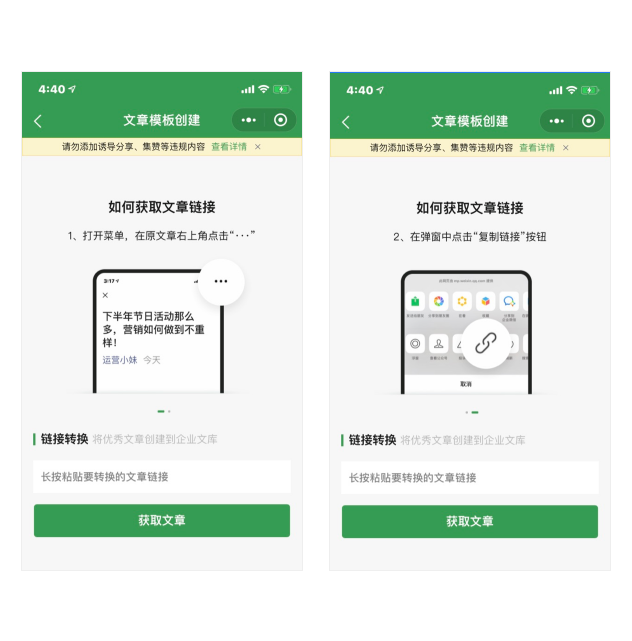 4:40
文章模板创建
请勿添加诱导分享、集赞等违规内容 查看详情 ×
如何获取文章链接
1、打开菜单，在原文章右上角点击“···”
3:17
×
下半年节日活动那么
多，营销如何做到不重
样！
运营小妹 今天
链接转换 将优秀文章创建到企业文库
长按粘贴要转换的文章链接
获取文章
4:40
文章模板创建
请勿添加诱导分享、集赞等违规内容 查看详情 ×
如何获取文章链接
2、在弹窗中点击“复制链接”按钮
取消
链接转换 将优秀文章创建到企业文库
长按粘贴要转换的文章链接
获取文章